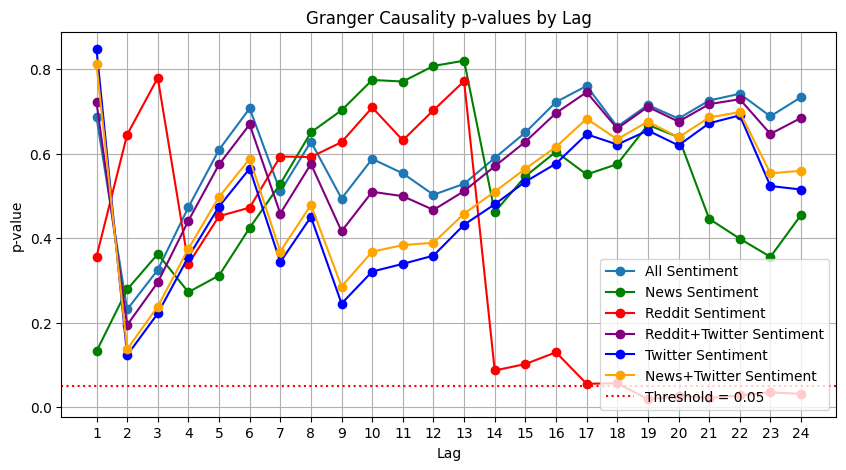 Granger Causality p-values by Lag
p-value
0.8
0.6
0.4
0.2
0.0
All Sentiment
News Sentiment
Reddit Sentiment
Reddit+Twitter Sentiment
Twitter Sentiment
News+Twitter Sentiment
Threshold = 0.05
1 2 3 4 5 6 7 8 9 10 11 12 13 14 15 16 17 18 19 20 21 22 23 24
Lag